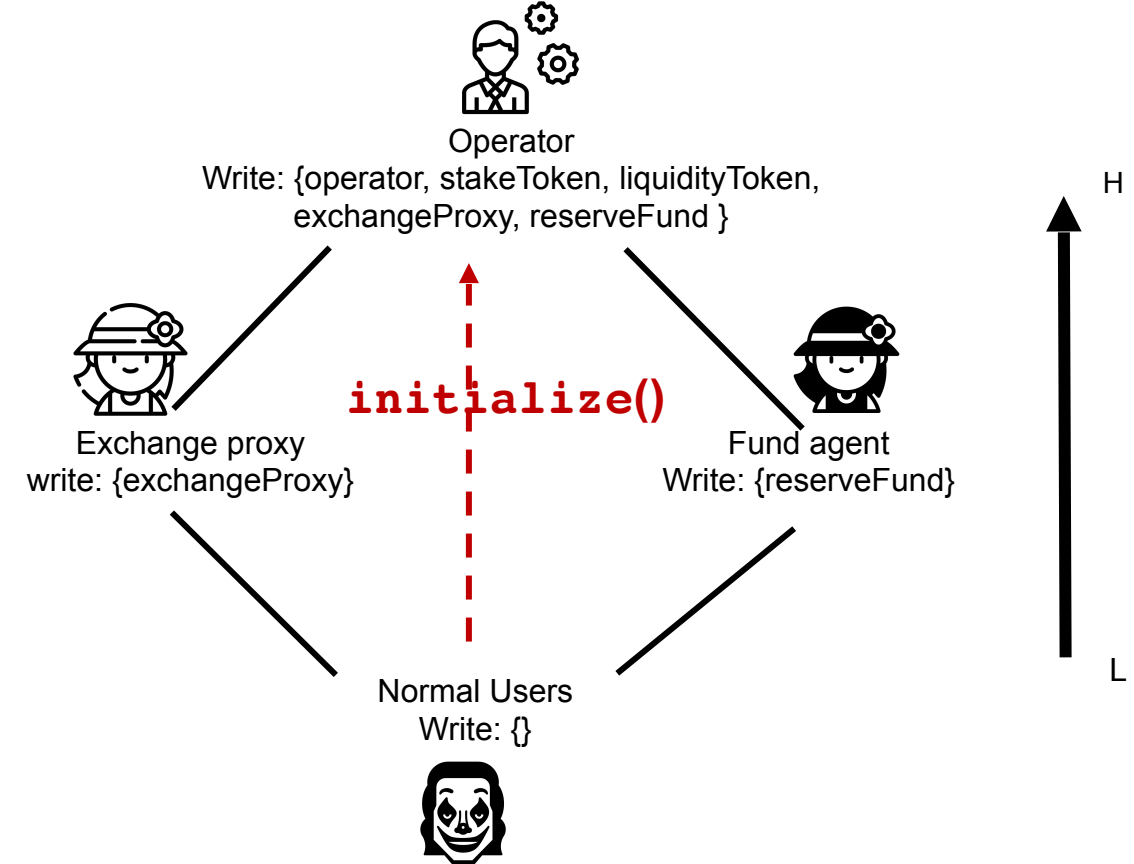 Operator
Write: {operator, stakeToken, liquidityToken,
exchangeProxy, reserveFund }
H
initialize()
Exchange proxy
write: {exchangeProxy}
Fund agent
Write: {reserveFund}
L
Normal Users
Write: {}